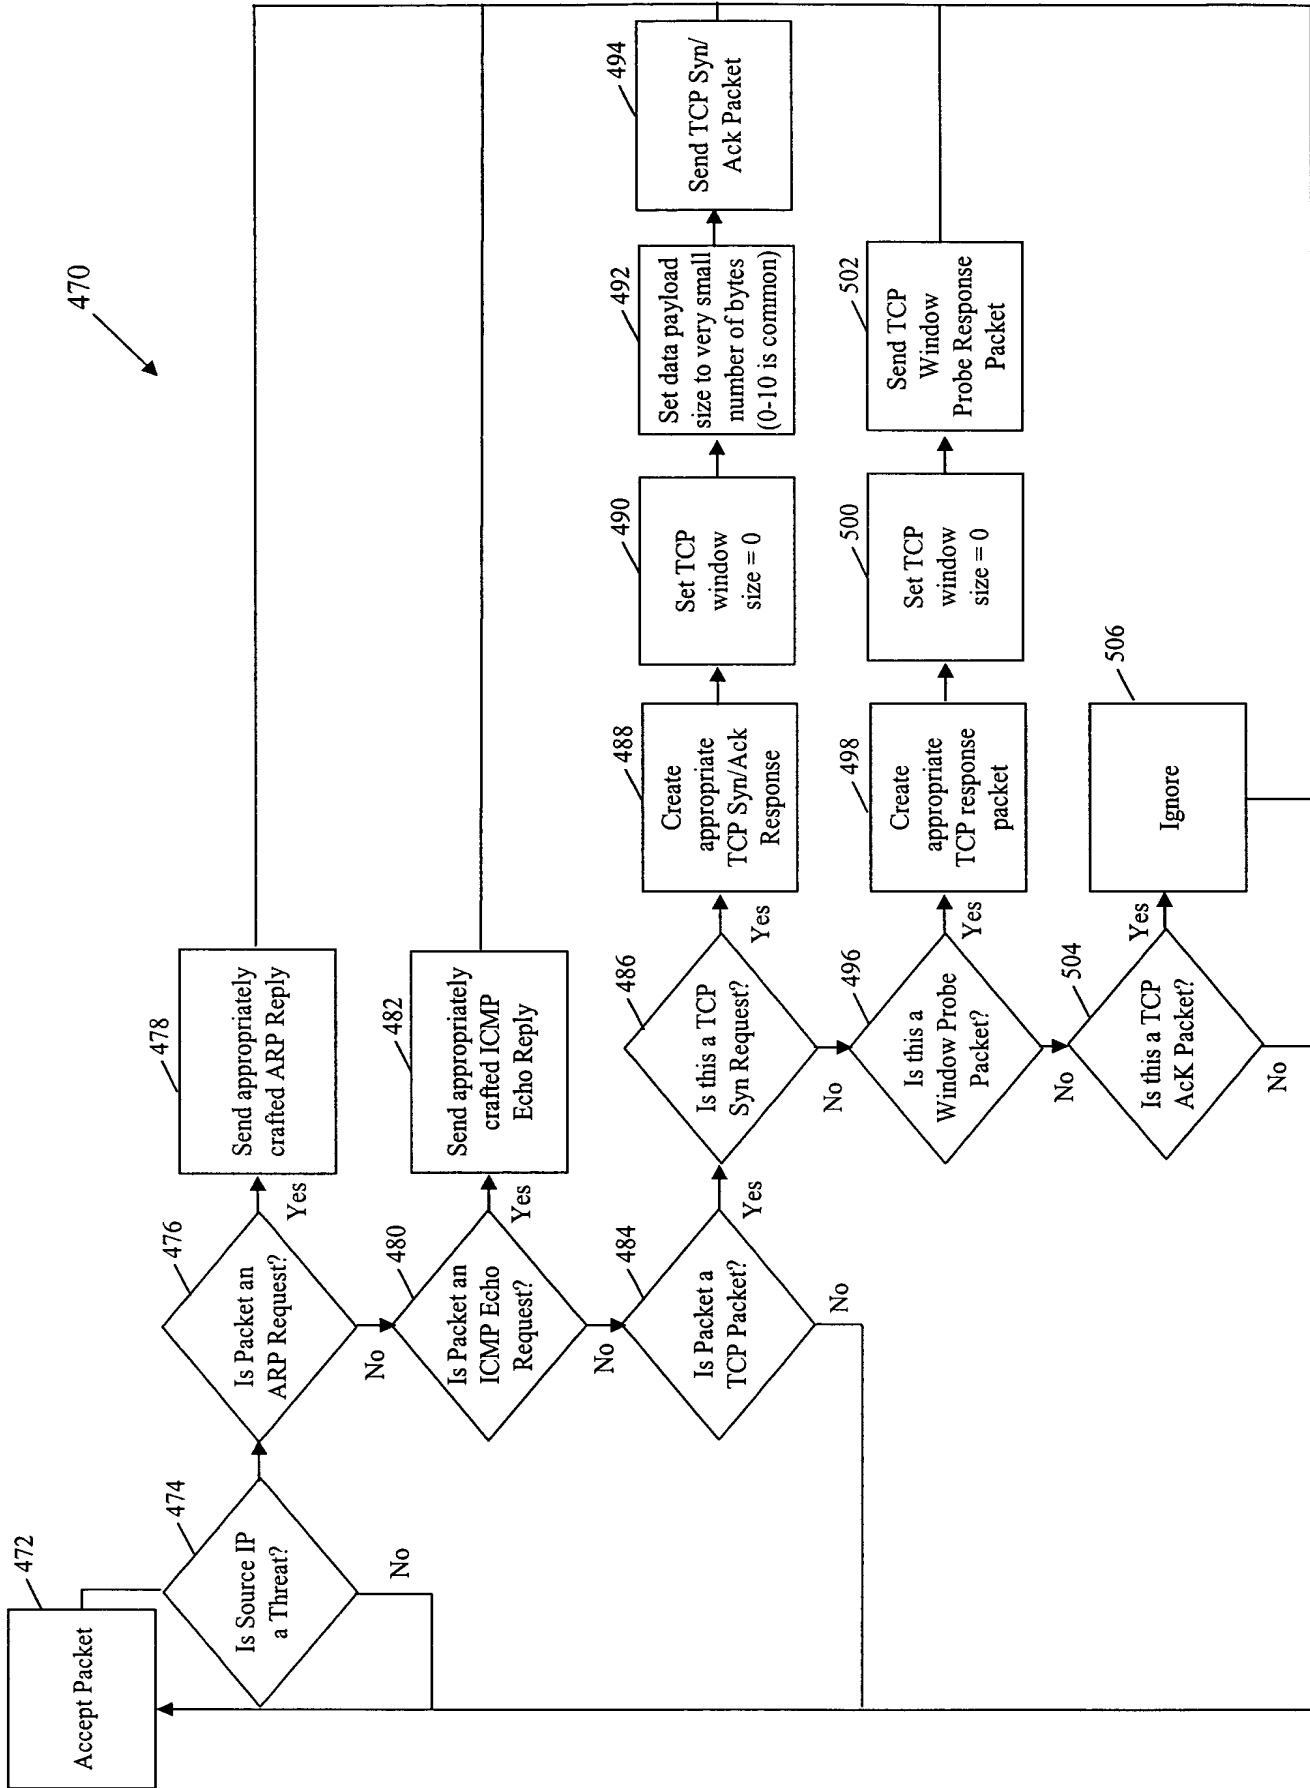 470
472
Accept Packet
474
Is Source IP
a Threat?
No
476
Is Packet an
ARP Request?
Yes
No
478
Send appropriately
crafted ARP Reply
480
Is Packet an
ICMP Echo
Request?
Yes
No
482
Send appropriately
crafted ICMP
Echo Reply
484
Is Packet a
TCP Packet?
Yes
No
486
Is this a TCP
Syn Request?
Yes
No
488
Create
appropriate
TCP Syn/Ack
Response
490
Set TCP
window
size = 0
492
Set data payload
size to very small
number of bytes
(0-10 is common)
494
Send TCP Syn/
Ack Packet
496
Is this a
Window Probe
Packet?
Yes
No
498
Create
appropriate
TCP response
packet
500
Set TCP
window
size = 0
502
Send TCP
Window
Probe Response
Packet
504
Is this a TCP
AcK Packet?
Yes
No
506
Ignore